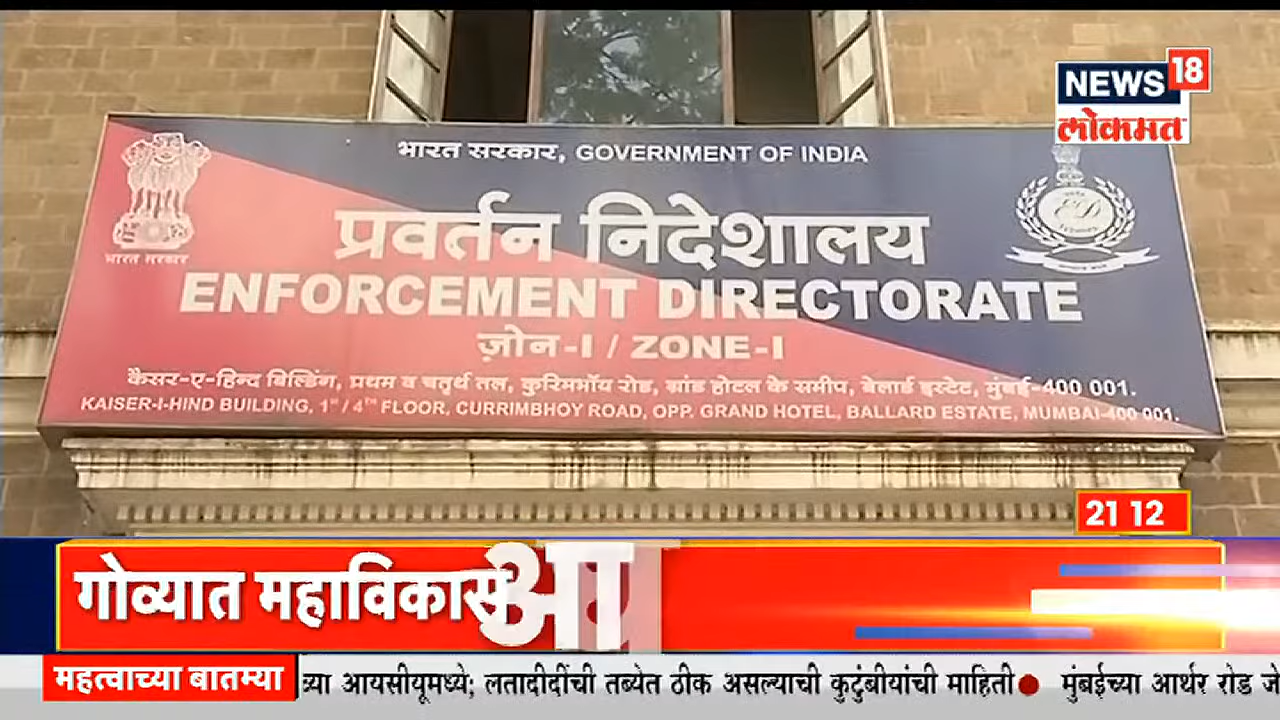 NEWS 18
लोकमत
भारत सरकार, GOVERNMENT OF INDIA
भारत सरकार
प्रवर्तन निदेशालय
ENFORCEMENT DIRECTORATE
ज़ोन-I / ZONE-I
कैसर-ए-हिन्द बिल्डिंग, प्रथम व चतुर्थ तल, कुरिमभॉय रोड, ग्रांड होटल के समीप, बेलार्ड इस्टेट, मुंबई-400 001.
KAISER-I-HIND BUILDING, 1ST / 4TH FLOOR, CURRIMBHOY ROAD, OPP. GRAND HOTEL, BALLARD ESTATE, MUMBAI-400 001.
21 12
गोव्यात महाविकास आ
महत्वाच्या बातम्या
आयसीयूमध्ये; लतादीदींची तब्येत ठीक असल्याची कुटुंबीयांची माहिती ● मुंबईच्या आर्थर रोड जे